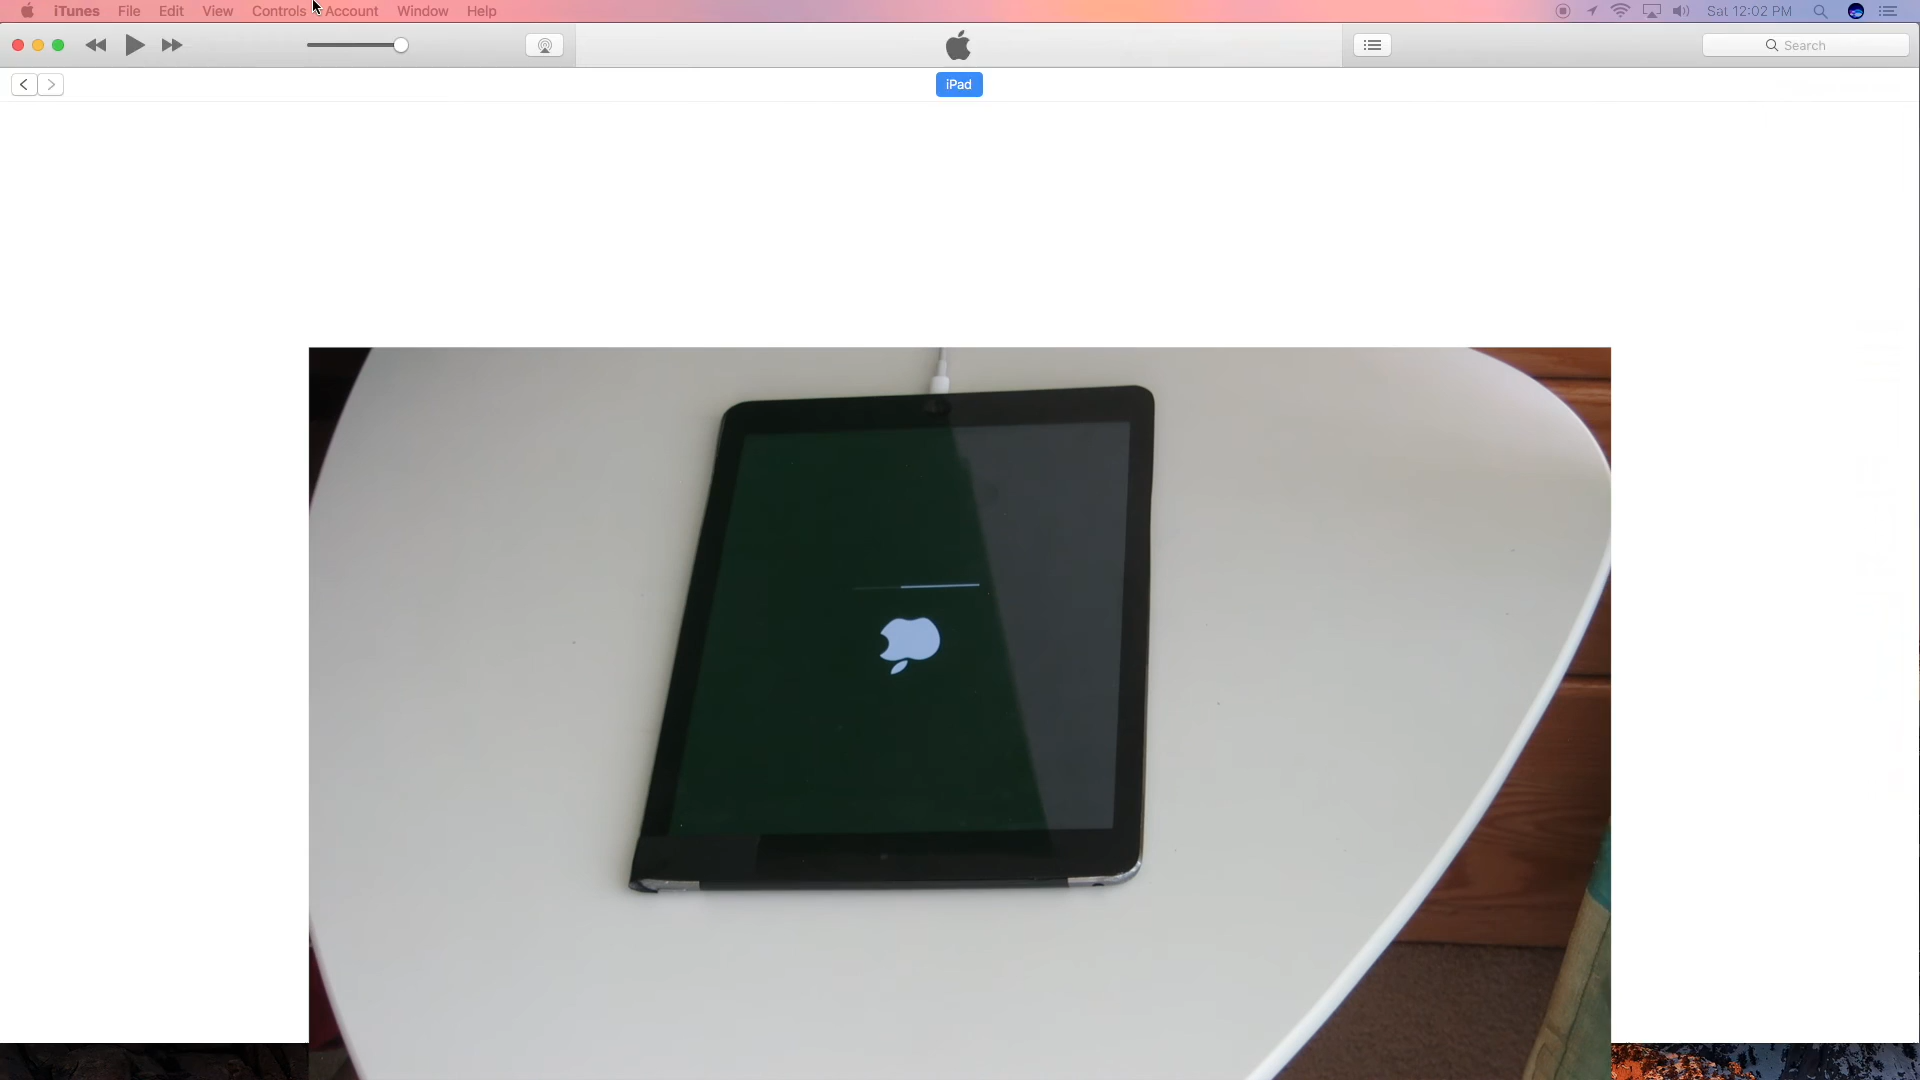 iTunes File Edit View Controls Account Window Help Sat 12:02 PM
Search
iPad